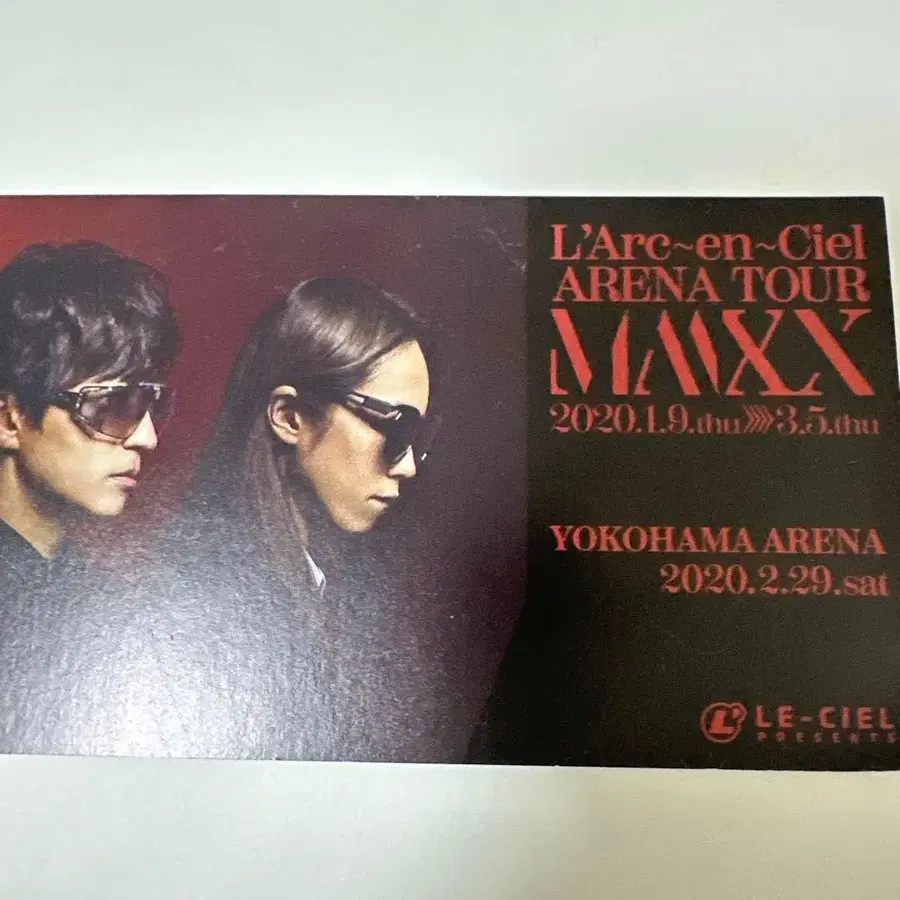 L'Arc~en~Ciel
ARENA TOUR
MMXX
2020.1.9.thu》》》3.5.thu
YOKOHAMA ARENA
2020.2.29.sat
L' LE-CIEL
PRESENTS